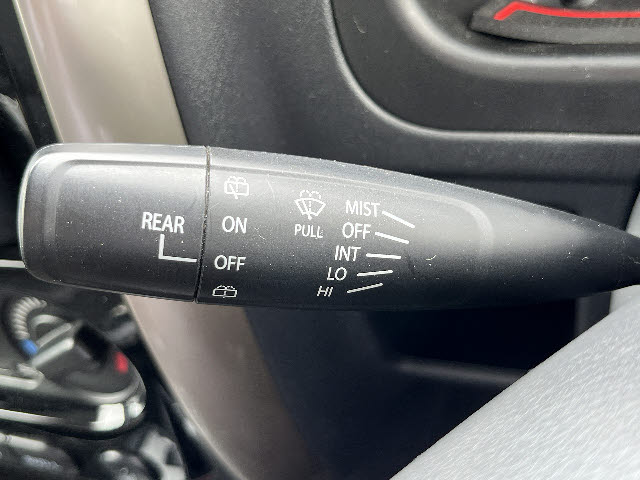 REAR
ON
OFF
PULL
MIST
OFF
INT
LO
HI